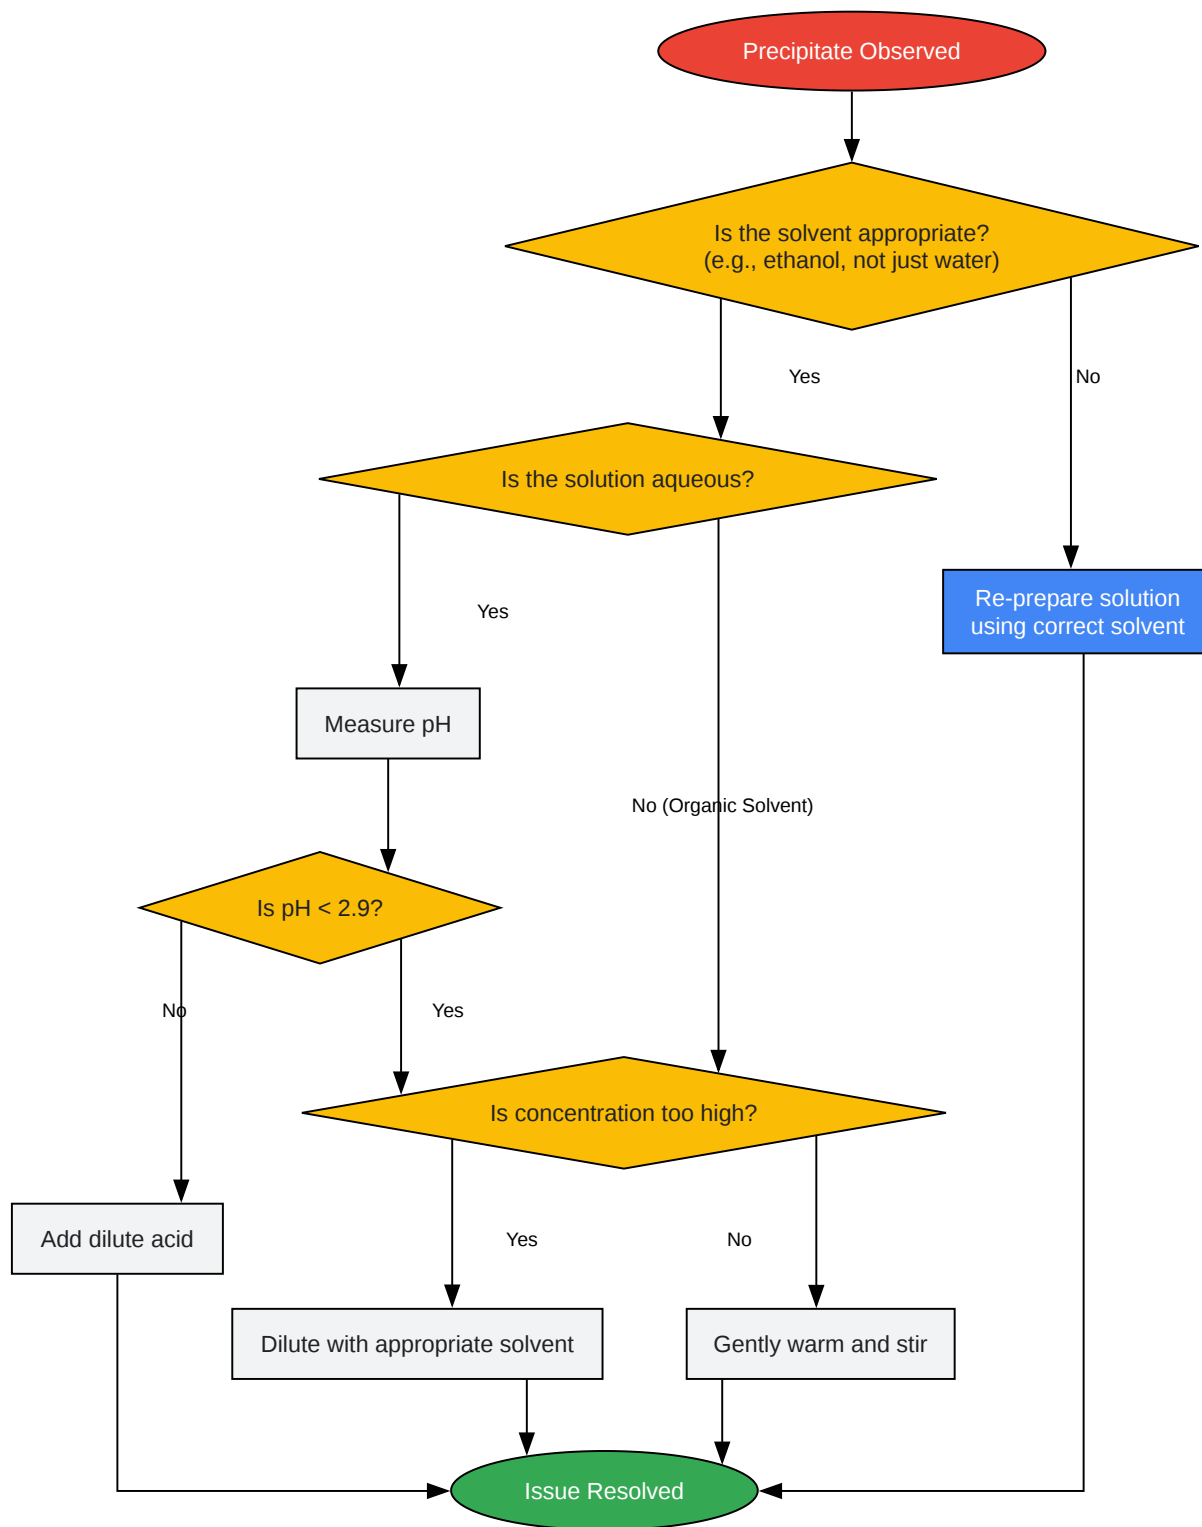 Precipitate Observed
Is the solvent appropriate?
(e.g., ethanol, not just water)
Yes
No
Is the solution aqueous?
Re-prepare solution
using correct solvent
Yes
Measure pH
No (Organic Solvent)
Is pH < 2.9?
No
Yes
Is concentration too high?
Add dilute acid
Yes
No
Dilute with appropriate solvent
Gently warm and stir
Issue Resolved